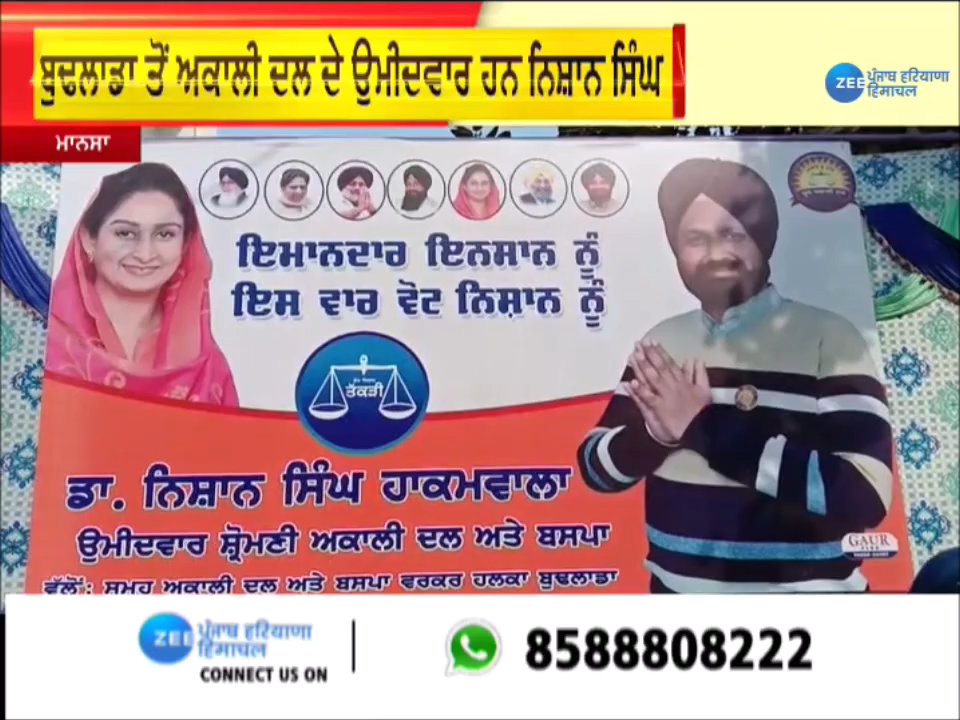 ਬੁਢਲਾਡਾ ਤੋਂ ਅਕਾਲੀ ਦਲ ਦੇ ਉਮੀਦਵਾਰ ਹਨ ਨਿਸ਼ਾਨ ਸਿੰਘ
ZEE ਪੰਜਾਬ ਹਰਿਆਣਾ
ਹਿਮਾਚਲ
ਮਾਨਸਾ
ਇਮਾਨਦਾਰ ਇਨਸਾਨ ਨੂੰ
ਇਸ ਵਾਰ ਵੋਟ ਨਿਸ਼ਾਨ ਨੂੰ
ਤੱਕੜੀ
ਡਾ. ਨਿਸ਼ਾਨ ਸਿੰਘ ਹਾਕਮਵਾਲਾ
ਉਮੀਦਵਾਰ ਸ਼੍ਰੋਮਣੀ ਅਕਾਲੀ ਦਲ ਅਤੇ ਬਸਪਾ
GAUR
ਵੱਲੋਂ: ਸਮੂਹ ਅਕਾਲੀ ਦਲ ਅਤੇ ਬਸਪਾ ਵਰਕਰ ਹਲਕਾ ਬੁਢਲਾਡਾ
ZEE ਪੰਜਾਬ ਹਰਿਆਣਾ
ਹਿਮਾਚਲ
CONNECT US ON
8588808222